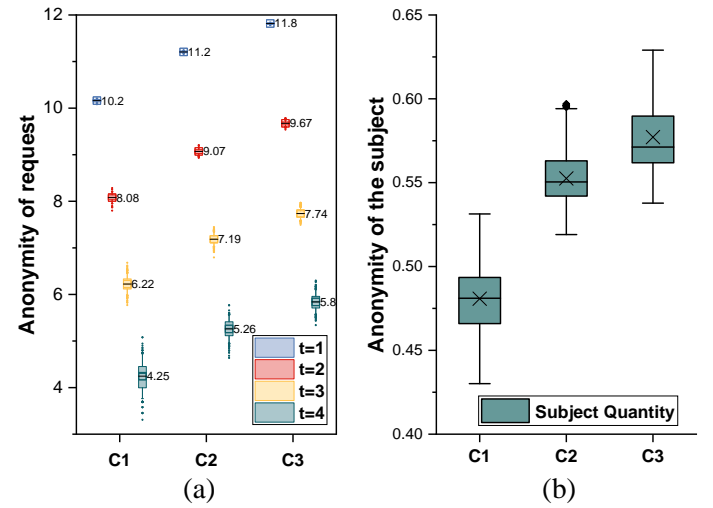 Anonymity of request
12
10
8
6
4
11.8
11.2
10.2
9.67
9.07
8.08
7.74
7.19
6.22
5.8
5.26
4.25
t=1
t=2
t=3
t=4
C1 C2 C3
(a)
Anonymity of the subject
0.65
0.60
0.55
0.50
0.45
0.40
Subject Quantity
C1 C2 C3
(b)